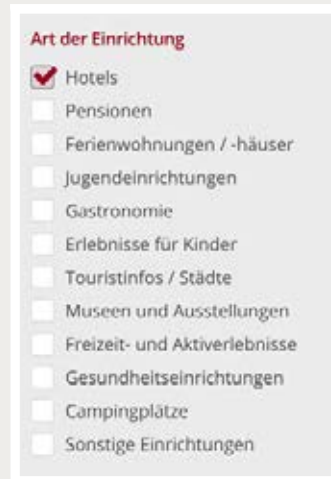 Art der Einrichtung
Hotels
Pensionen
Ferienwohnungen / -häuser
Jugendeinrichtungen
Gastronomie
Erlebnisse für Kinder
Touristinfos / Städte
Museen und Ausstellungen
Freizeit- und Aktiverlebnisse
Gesundheitseinrichtungen
Campingplätze
Sonstige Einrichtungen